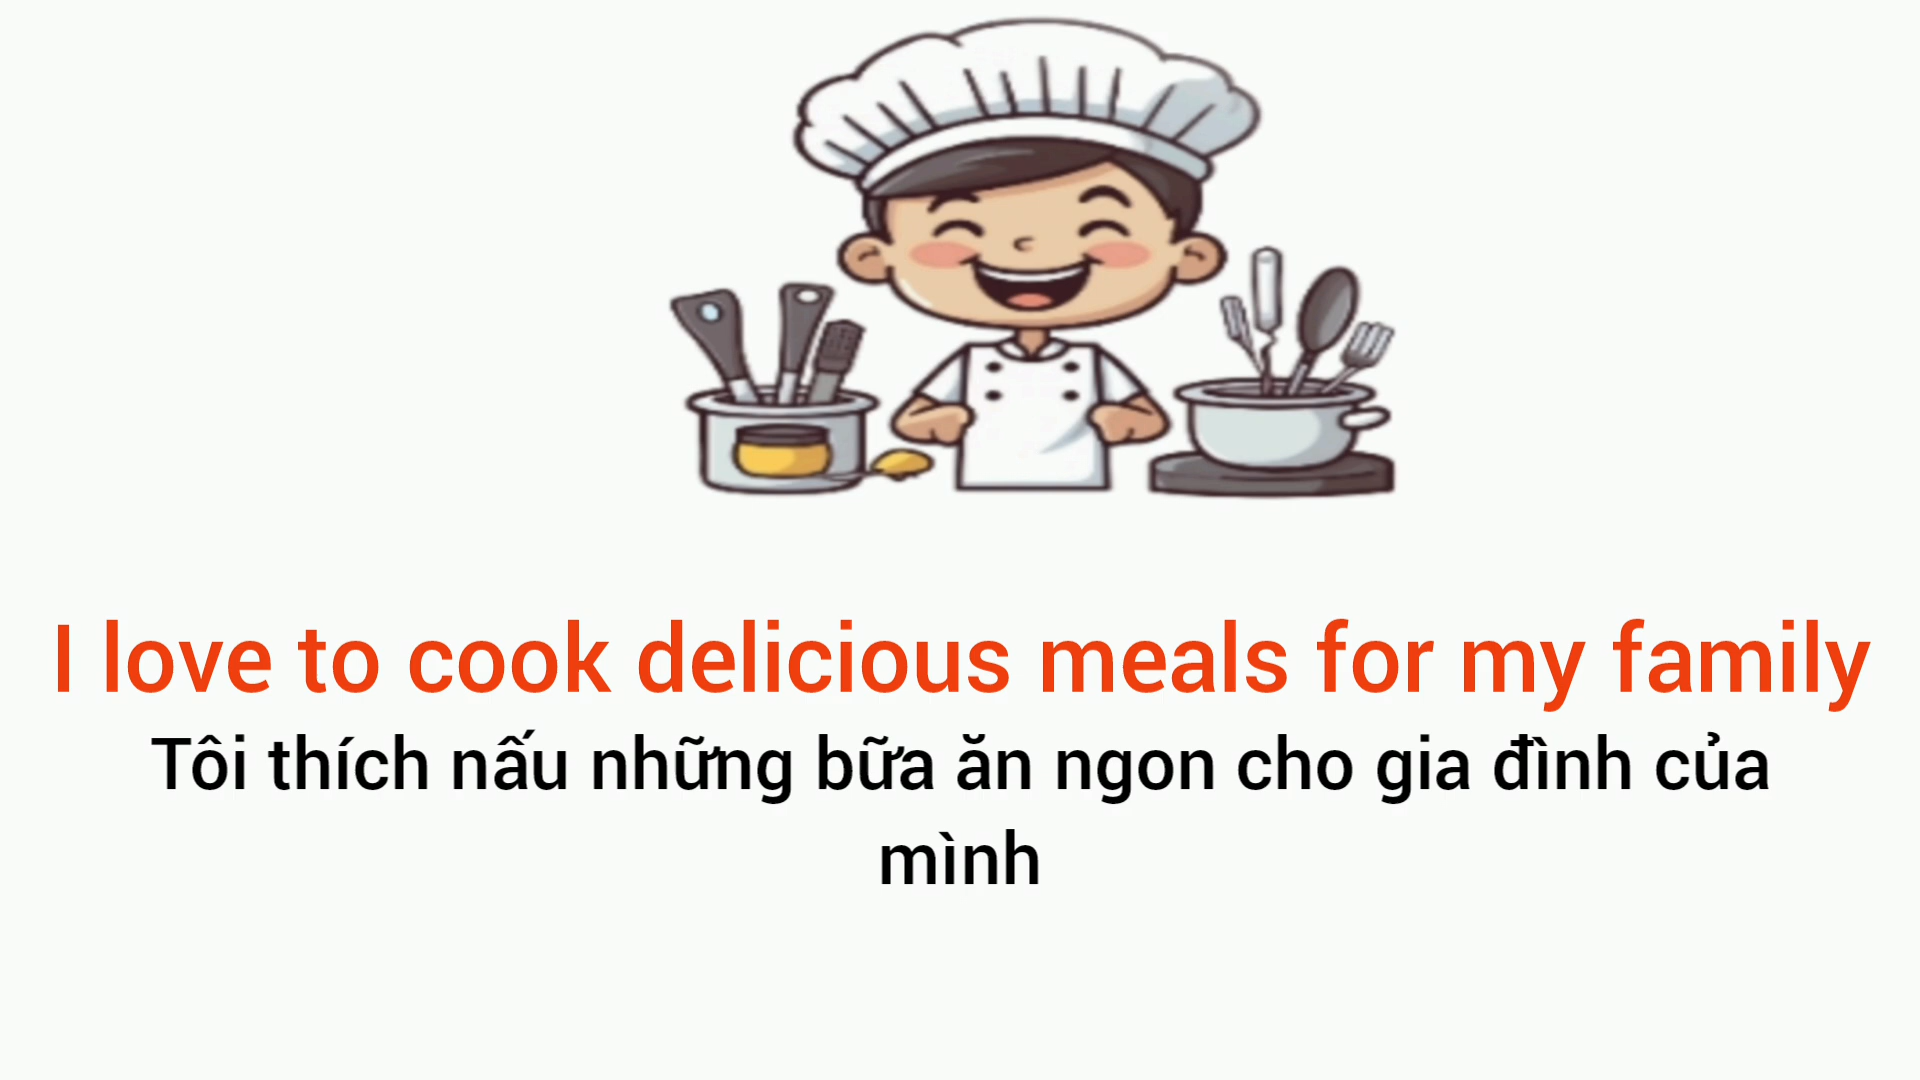 I love to cook delicious meals for my family
Tôi thích nấu những bữa ăn ngon cho gia đình của
mình